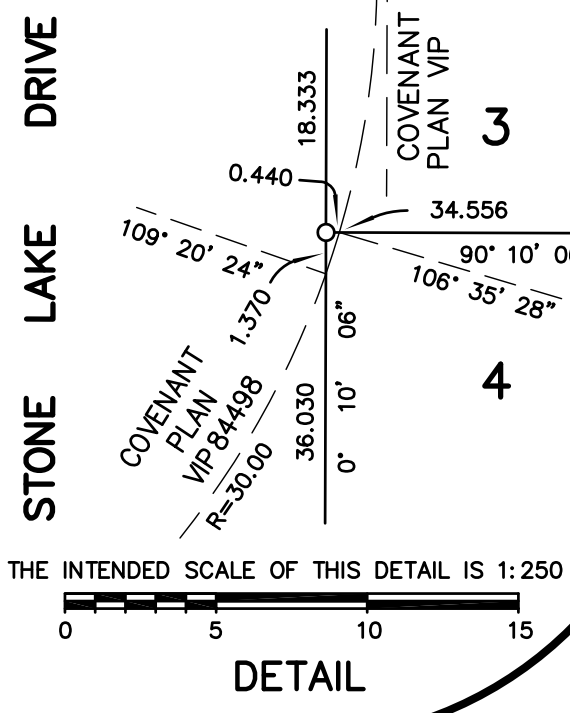 STONE LAKE DRIVE
18.333
COVENANT
PLAN VIP
3
0.440
34.556
109° 20' 24"
90° 10'
106° 35' 28"
1.370
0° 10' 06"
4
COVENANT
PLAN
VIP 84498
R=30.00
36.030
THE INTENDED SCALE OF THIS DETAIL IS 1:250
0 5 10 15
DETAIL